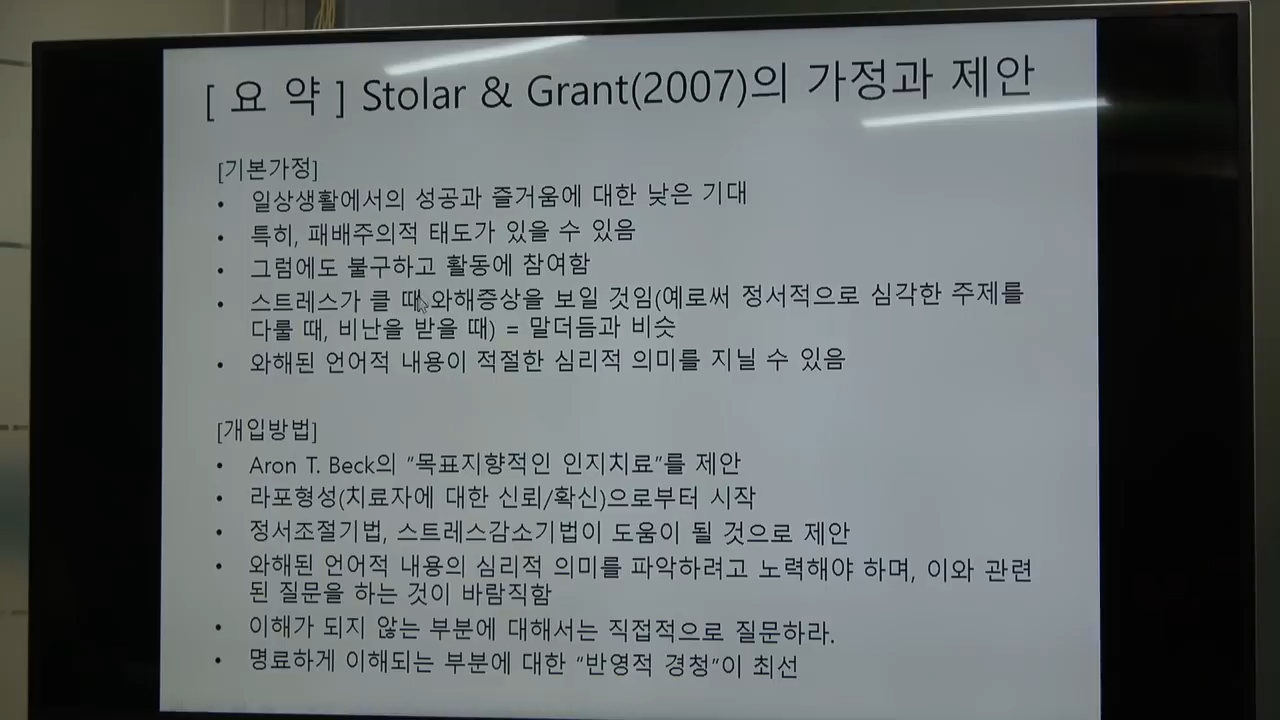 [ 요 약 ] Stolar & Grant(2007)의 가정과 제안
[기본가정]
• 일상생활에서의 성공과 즐거움에 대한 낮은 기대
• 특히, 패배주의적 태도가 있을 수 있음
• 그럼에도 불구하고 활동에 참여함
• 스트레스가 클 때 와해증상을 보일 것임(예로써 정서적으로 심각한 주제를
다룰 때, 비난을 받을 때) = 말더듬과 비슷
• 와해된 언어적 내용이 적절한 심리적 의미를 지닐 수 있음
[개입방법]
• Aron T. Beck의 “목표지향적인 인지치료”를 제안
• 라포형성(치료자에 대한 신뢰/확신)으로부터 시작
• 정서조절기법, 스트레스감소기법이 도움이 될 것으로 제안
• 와해된 언어적 내용의 심리적 의미를 파악하려고 노력해야 하며, 이와 관련
된 질문을 하는 것이 바람직함
• 이해가 되지 않는 부분에 대해서는 직접적으로 질문하라.
• 명료하게 이해되는 부분에 대한 “반영적 경청”이 최선